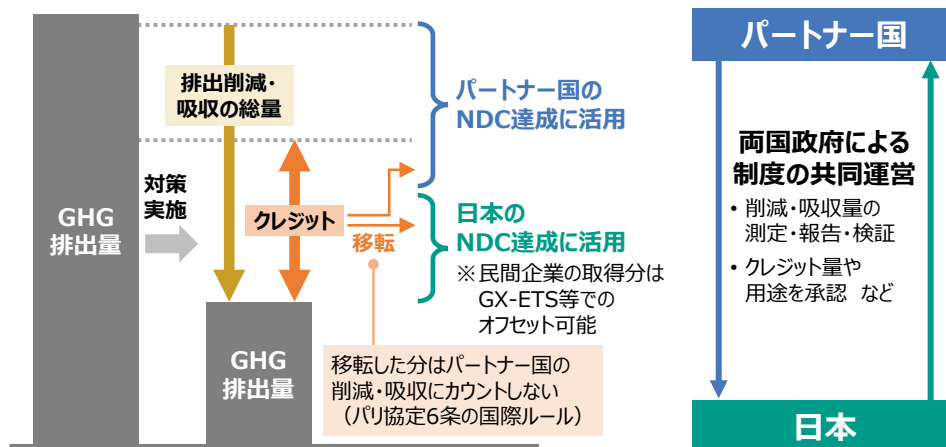 GHG
排出量
対策
実施
排出削減・
吸収の総量
クレジット
移転
GHG
排出量
パートナー国の
NDC達成に活用
日本の
NDC達成に活用
※民間企業の取得分は
GX-ETS等での
オフセット可能
移転した分はパートナー国の
削減・吸収にカウントしない
（パリ協定6条の国際ルール）
パートナー国
両国政府による
制度の共同運営
・削減・吸収量の
測定・報告・検証
・クレジット量や
用途を承認 など
日本